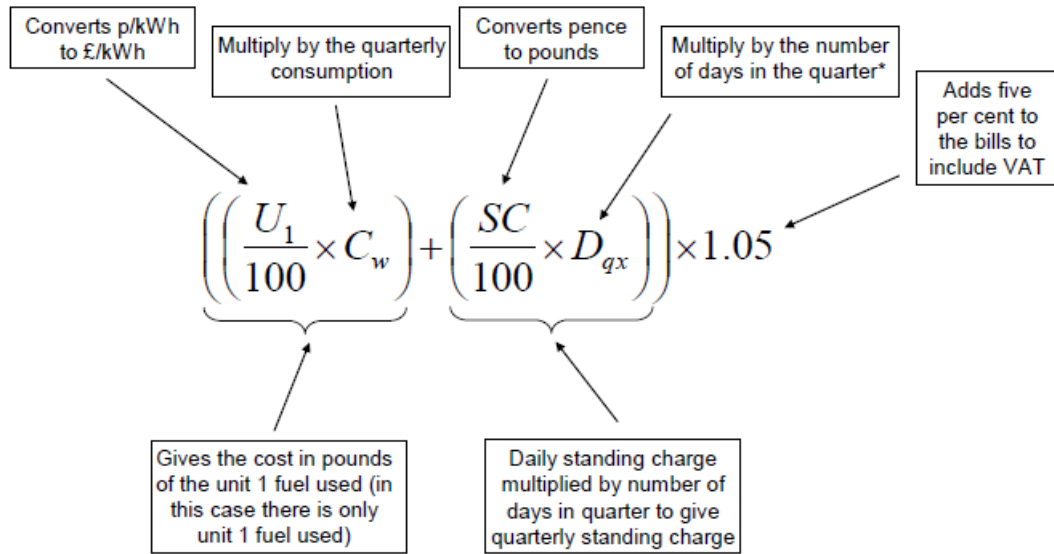 Converts p/kWh
to £/kWh
Multiply by the quarterly
consumption
Converts pence
to pounds
Multiply by the number
of days in the quarter*
Adds five
per cent to
the bills to
include VAT
(((U₁/100 × C_w) + (SC/100 × D_qx))) × 1.05
Gives the cost in pounds
of the unit 1 fuel used (in
this case there is only
unit 1 fuel used)
Daily standing charge
multiplied by number of
days in quarter to give
quarterly standing charge